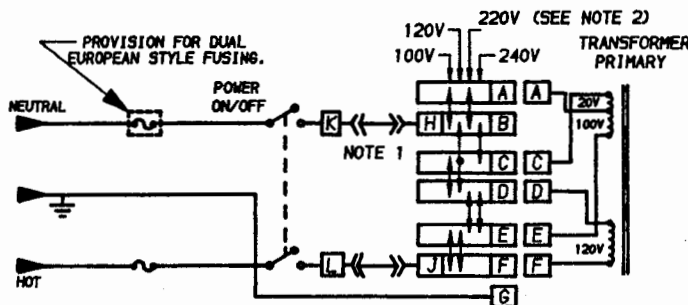 120V
220V (SEE NOTE 2)
100V
240V
TRANSFORMER
PRIMARY
PROVISION FOR DUAL
EUROPEAN STYLE FUSING.
POWER
ON/OFF
NEUTRAL
K
NOTE 1
H
A
A
B
C
C
D
D
E
E
J
F
F
G
20V
100V
120V
L
HOT